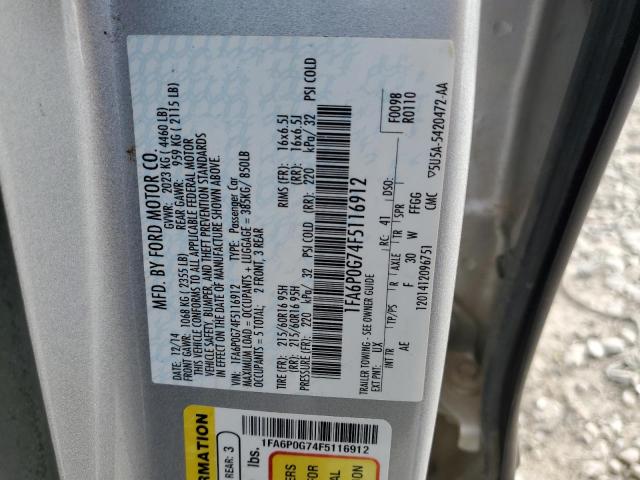 MFD. BY FORD MOTOR CO.
12/14
GVWR: 2023 KG / 4460 LB)
FRONT GAWR: 1068 KG (2355 LB)
REAR GAWR: 959 KG (2115 LB)
THIS VEHICLE CONFORMS TO ALL APPLICABLE FEDERAL MOTOR
VEHICLE SAFETY, BUMPER, AND THEFT PREVENTION STANDARDS
IN EFFECT ON THE DATE OF MANUFACTURE SHOWN ABOVE.
VIN: 1FA6P0G74F5116912 TYPE: Passenger Car
MAXIMUM LOAD = OCCUPANTS + LUGGAGE = 385KG/ 850LB
OCCUPANTS: 5 TOTAL: 2 FRONT, 3 REAR
TIRE (FR): 215/60R16 95H RIMS (FR): 16x6.5J
(RR): 215/60R16 95H (RR): 16x6.5J
PRESSURE (FR): 220 kPa/ 32 PSI COLD (RR): 220 kPa/ 32 PSI COLD
1FA6P0G74F5116912
TRAILER TOWING - SEE OWNER GUIDE
EXT PNT: UX RC: 41 DSO: F0098
R0110
INT TR TP/PS R AXLE TR SPR
AE F 30 W FFGG
1201412096751 CMC 5U5A-5420472-AA
1FA6P0G74F5116912
REAR: 3
lbs.
FOR